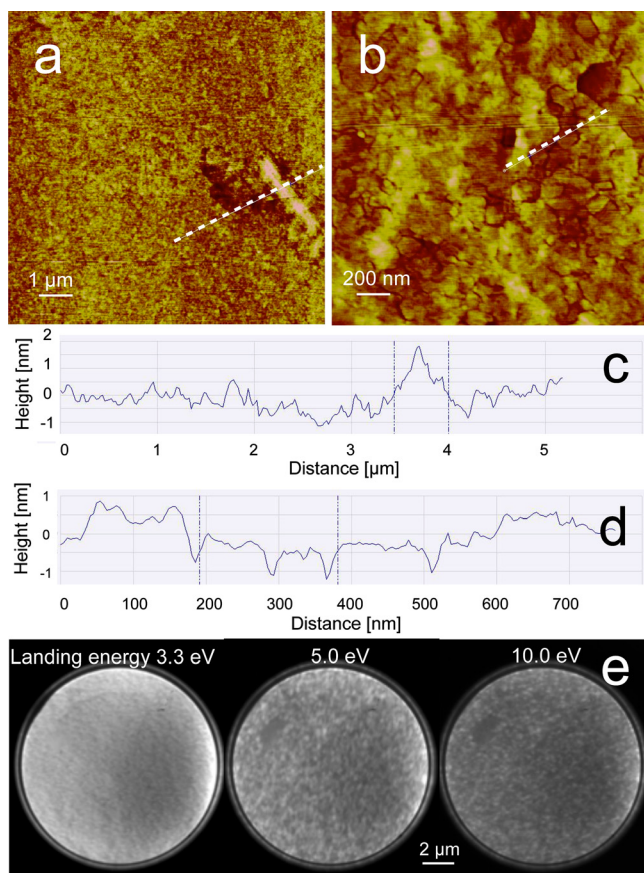 a
b
1 µm
200 nm
2
1
0
-1
Height [nm]
c
0 1 2 3 4 5
Distance [µm]
1
0
-1
Height [nm]
d
0 100 200 300 400 500 600 700
Distance [nm]
Landing energy 3.3 eV 5.0 eV 10.0 eV
e
2 µm